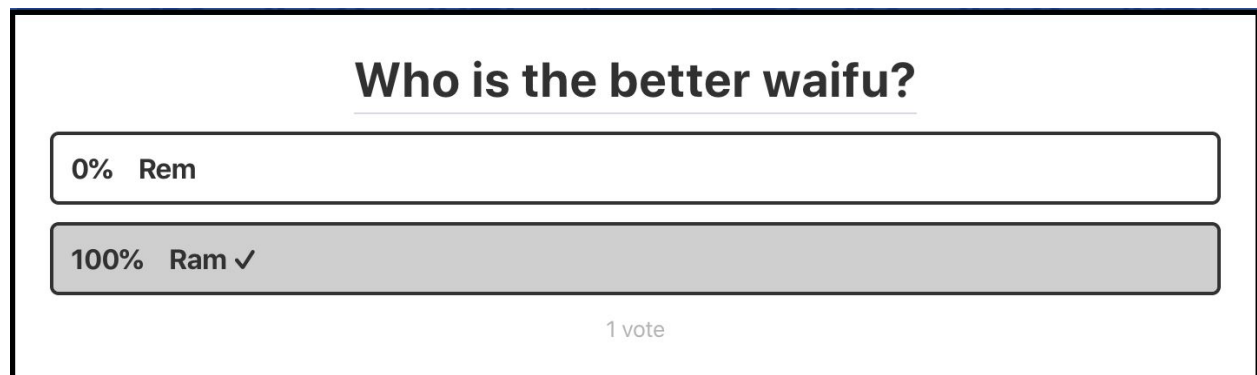 Who is the better waifu?
0% Rem
100% Ram ✓
1 vote